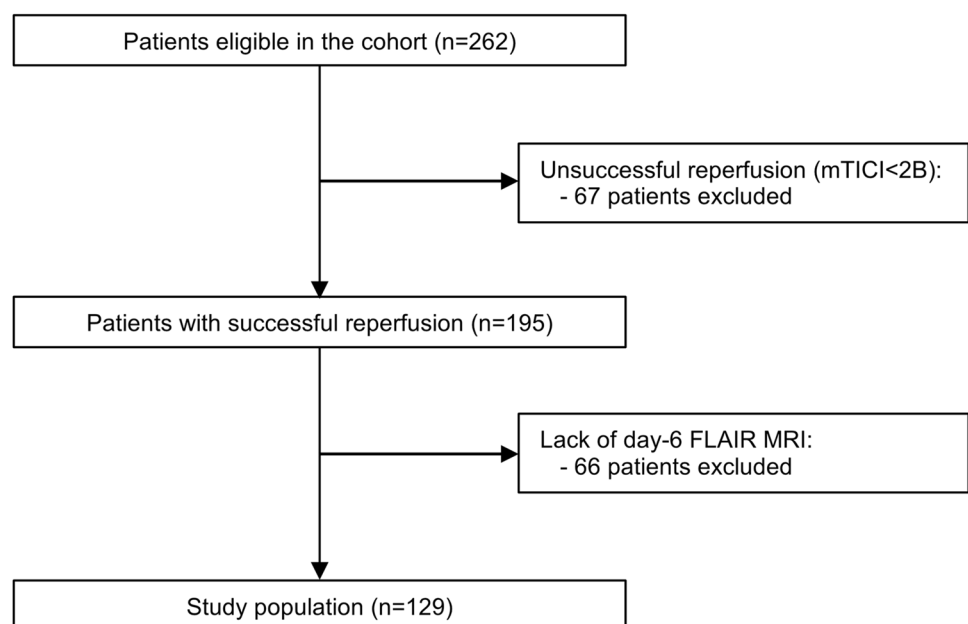 Patients eligible in the cohort (n=262)
Unsuccessful reperfusion (mTICI<2B):
- 67 patients excluded
Patients with successful reperfusion (n=195)
Lack of day-6 FLAIR MRI:
- 66 patients excluded
Study population (n=129)